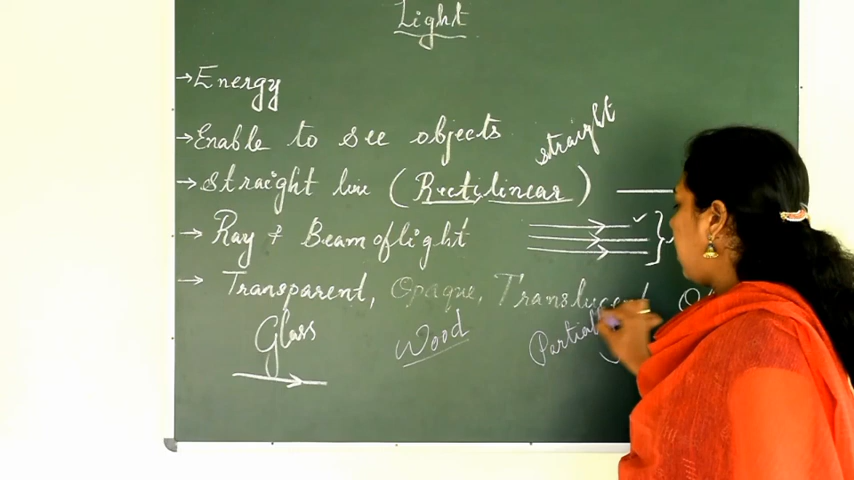 Light
→ Energy
→ Enable to see objects
straight
→ Straight line (Rectilinear)
→ Ray & Beam of light
→ Transparent, Opaque, Translucent
Glass Wood